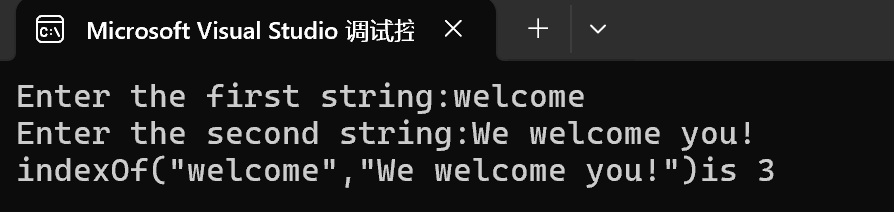 Microsoft Visual Studio 调试控
Enter the first string:welcome
Enter the second string:We welcome you!
indexOf("welcome","We welcome you!")is 3